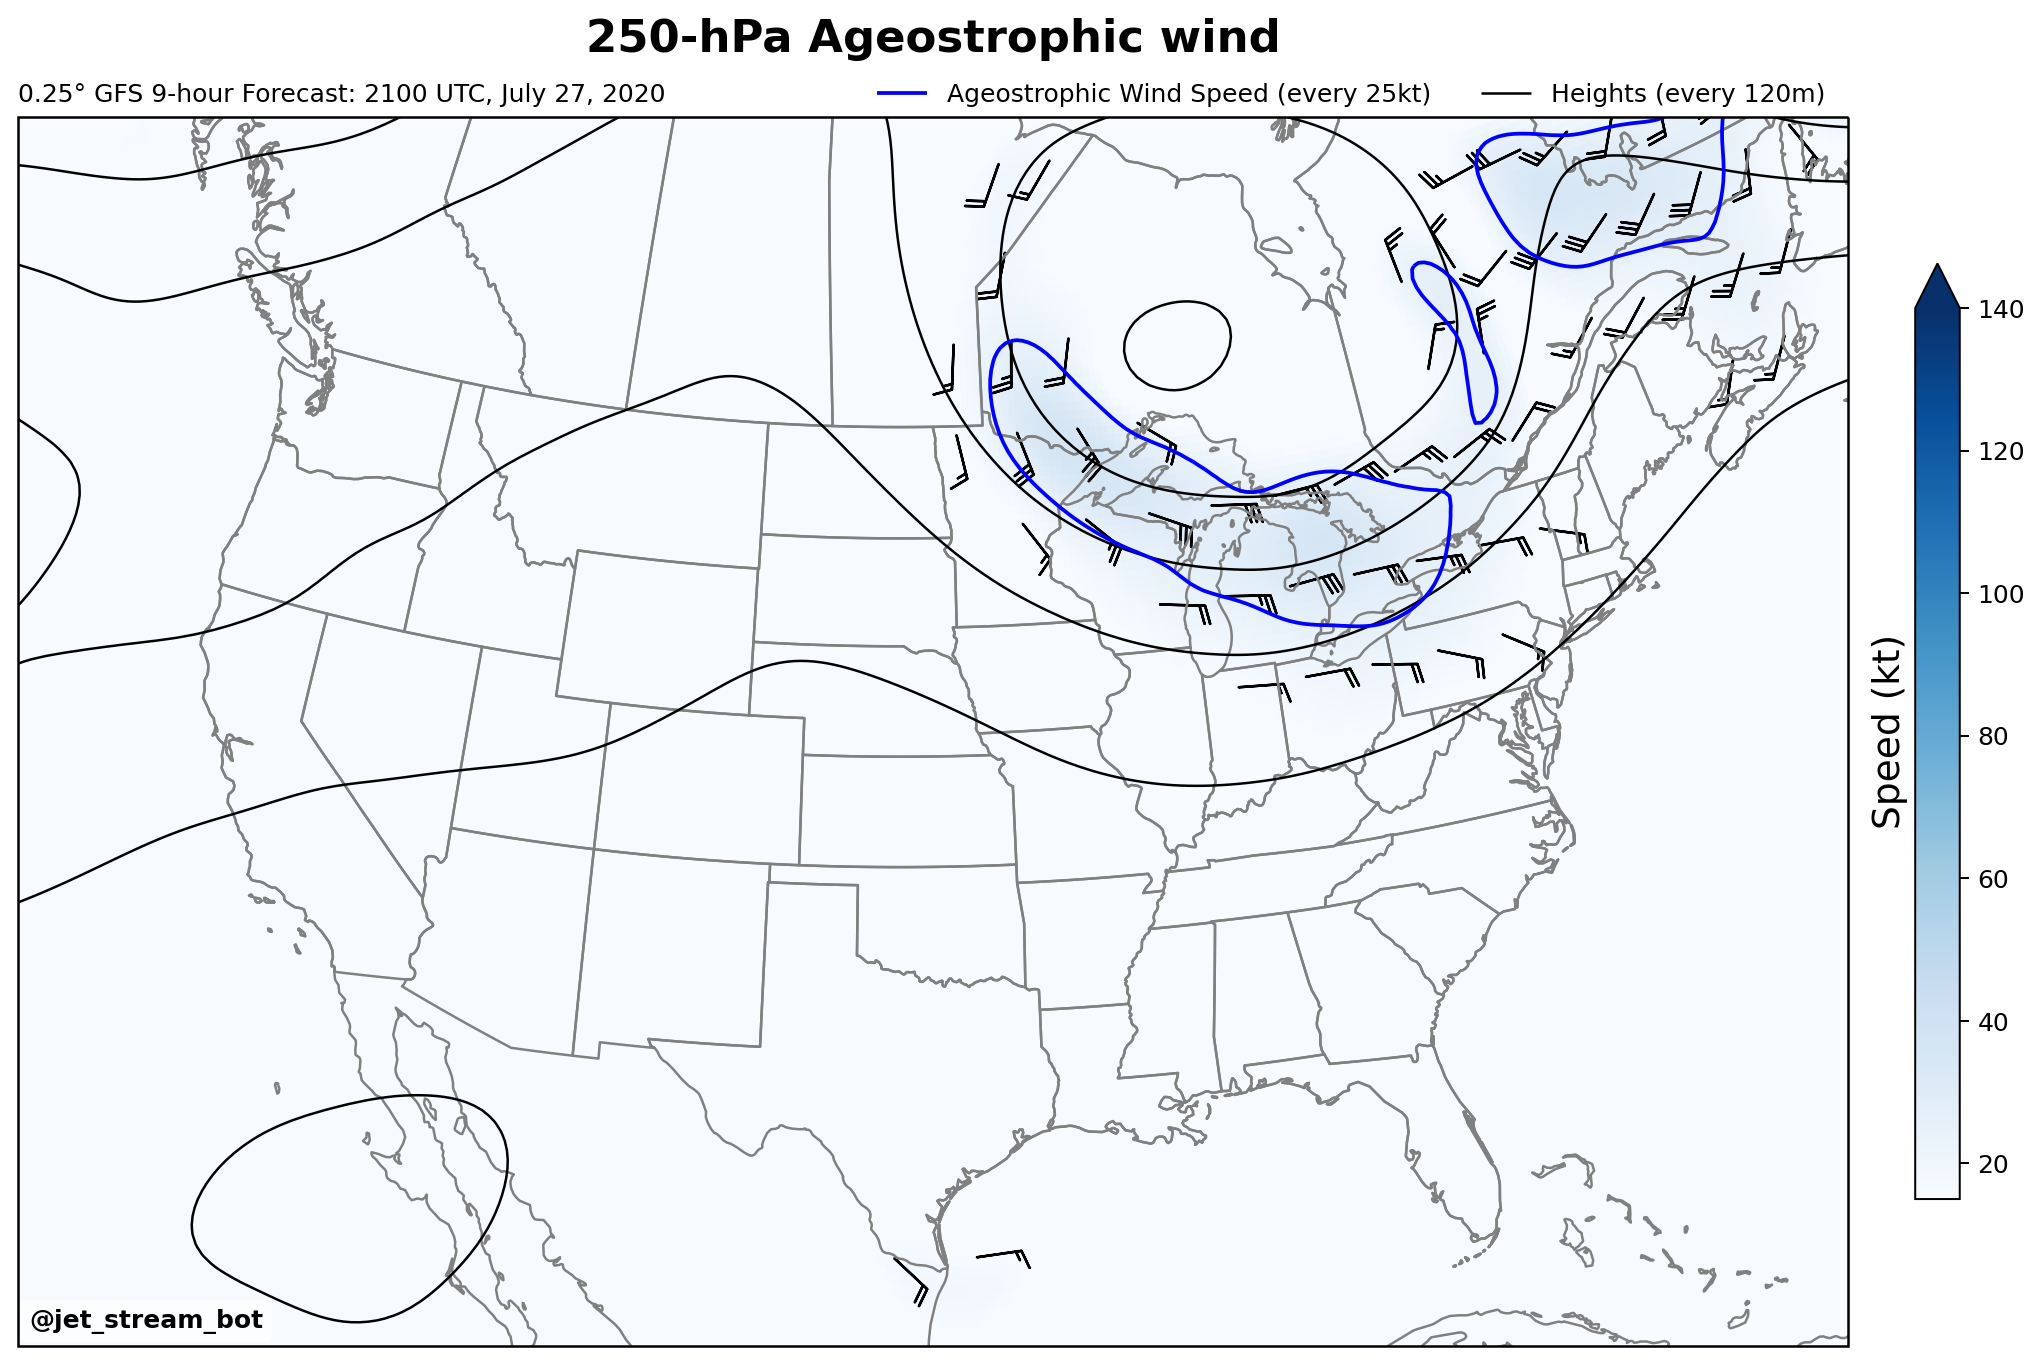 250-hPa Ageostrophic wind
0.25° GFS 9-hour Forecast: 2100 UTC, July 27, 2020
Ageostrophic Wind Speed (every 25kt)
Heights (every 120m)
140
120
100
80
60
40
20
Speed (kt)
@jet_stream_bot